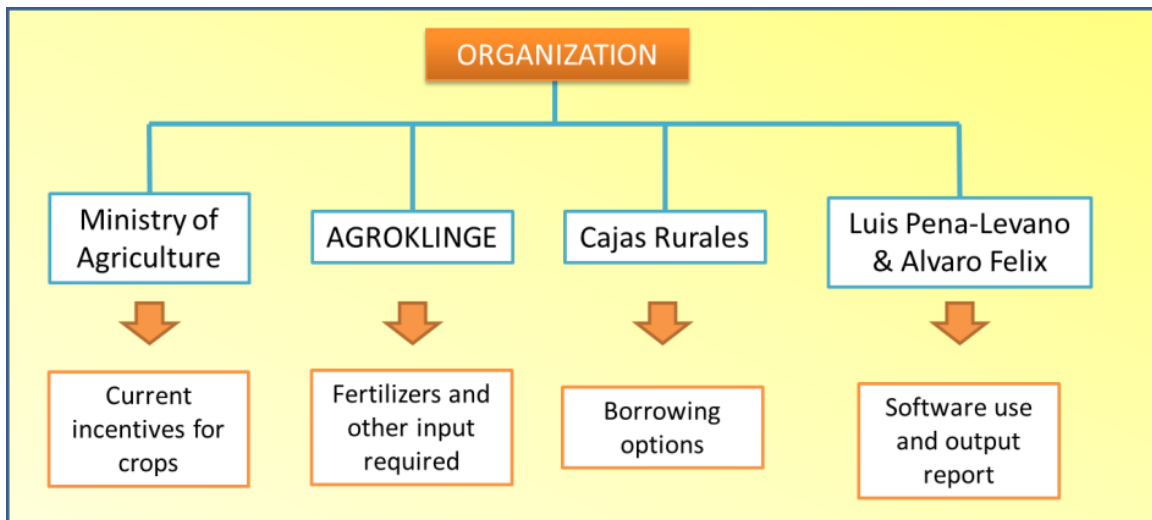 ORGANIZATION
Ministry of
Agriculture
AGROKLINGE
Cajas Rurales
Luis Pena-Levano
& Alvaro Felix
Current
incentives for
crops
Fertilizers and
other input
required
Borrowing
options
Software use
and output
report